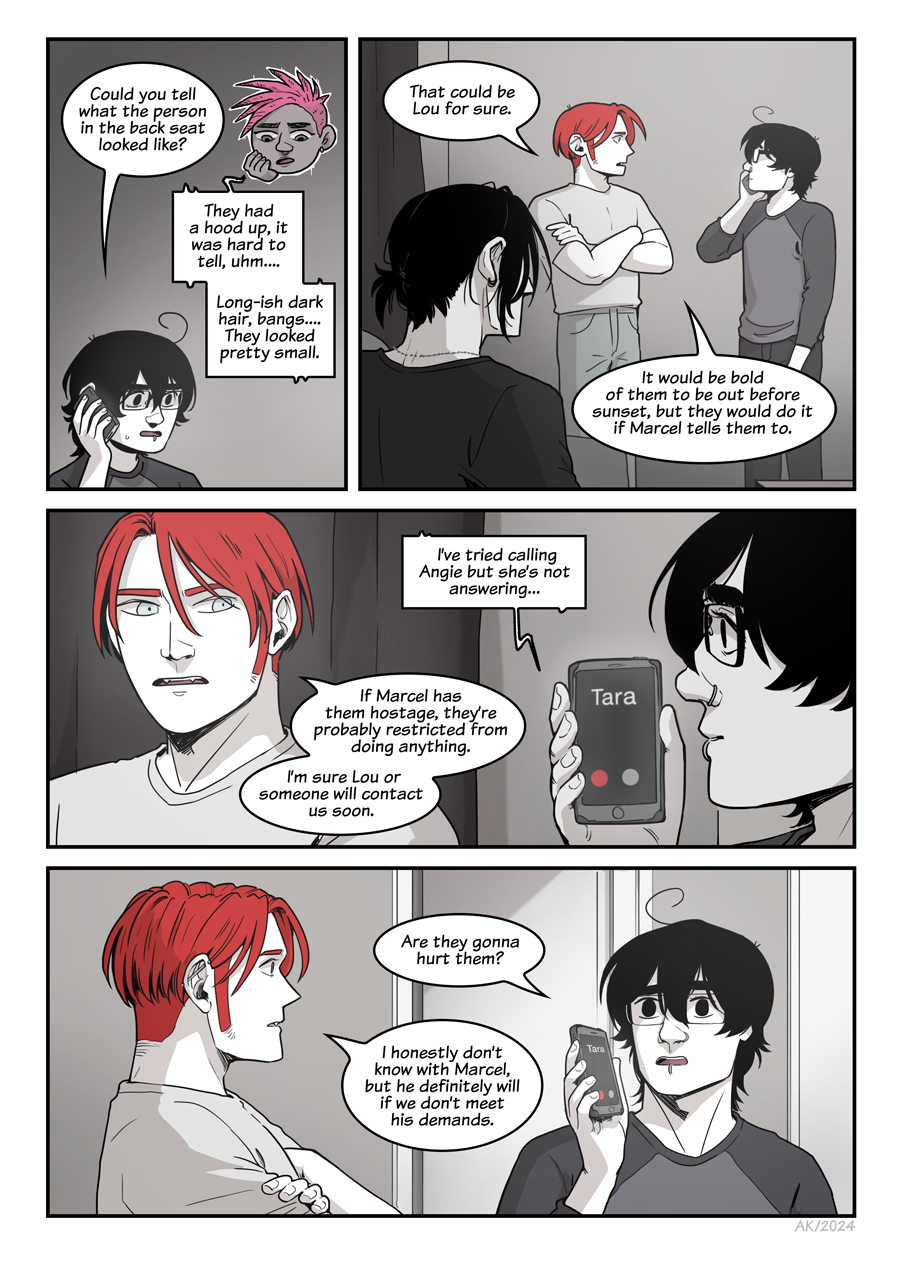 Could you tell
what the person
in the back seat
looked like?
They had
a hood up, it
was hard to
tell, uhm....
Long-ish dark
hair, bangs....
They looked
pretty small.
That could be
Lou for sure.
It would be bold
of them to be out before
sunset, but they would do it
if Marcel tells them to.
I've tried calling
Angie but she's not
answering...
Tara
If Marcel has
them hostage, they're
probably restricted from
doing anything.
I'm sure Lou or
someone will contact
us soon.
Are they gonna
hurt them?
Tara
I honestly don't
know with Marcel,
but he definitely will
if we don't meet
his demands.
AK/2024